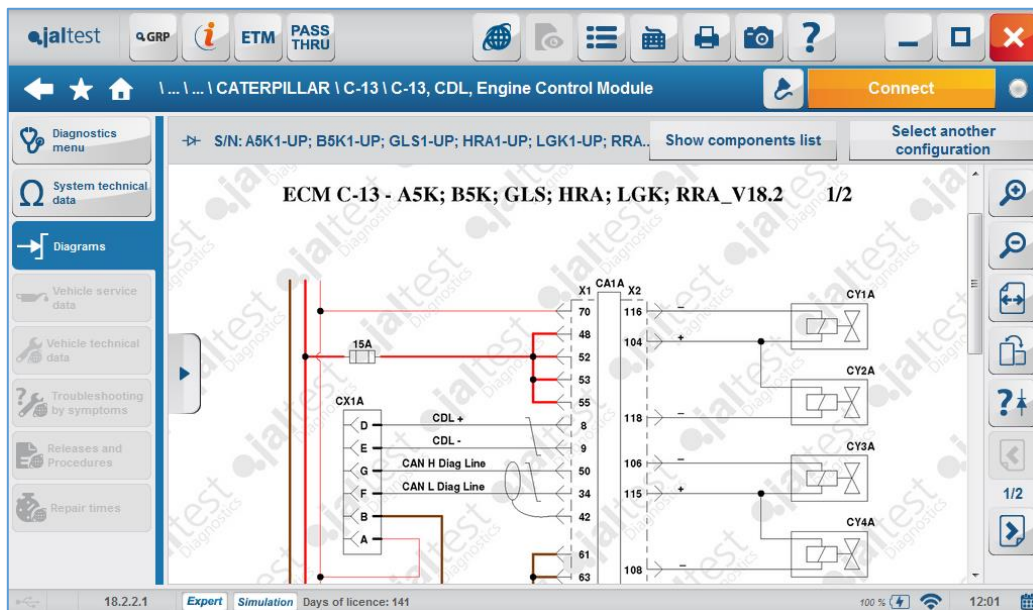 jaltest
GRP
i
ETM
PASS
THRU
?
\ ... \ ... \ CATERPILLAR \ C-13 \ C-13, CDL, Engine Control Module
Connect
Diagnostics
menu
System technical
data
Diagrams
Vehicle service
data
Vehicle technical
data
Troubleshooting
by symptoms
Releases and
Procedures
Repair times
S/N: A5K1-UP; B5K1-UP; GLS1-UP; HRA1-UP; LGK1-UP; RRA..
Show components list
Select another
configuration
ECM C-13 - A5K; B5K; GLS; HRA; LGK; RRA_V18.2 1/2
X1 CA1A X2
70 116 – CY1A
48
104 +
15A
52
53
CY2A
55
CX1A
118 –
D CDL + 8
E CDL - 9
CY3A
106 –
G CAN H Diag Line 50
F CAN L Diag Line 34
115 +
B 42
A
CY4A
61
63 108 –
?
1/2
18.2.2.1 Expert Simulation Days of licence: 141 100 % 12:01
jaltest
Diagnostics